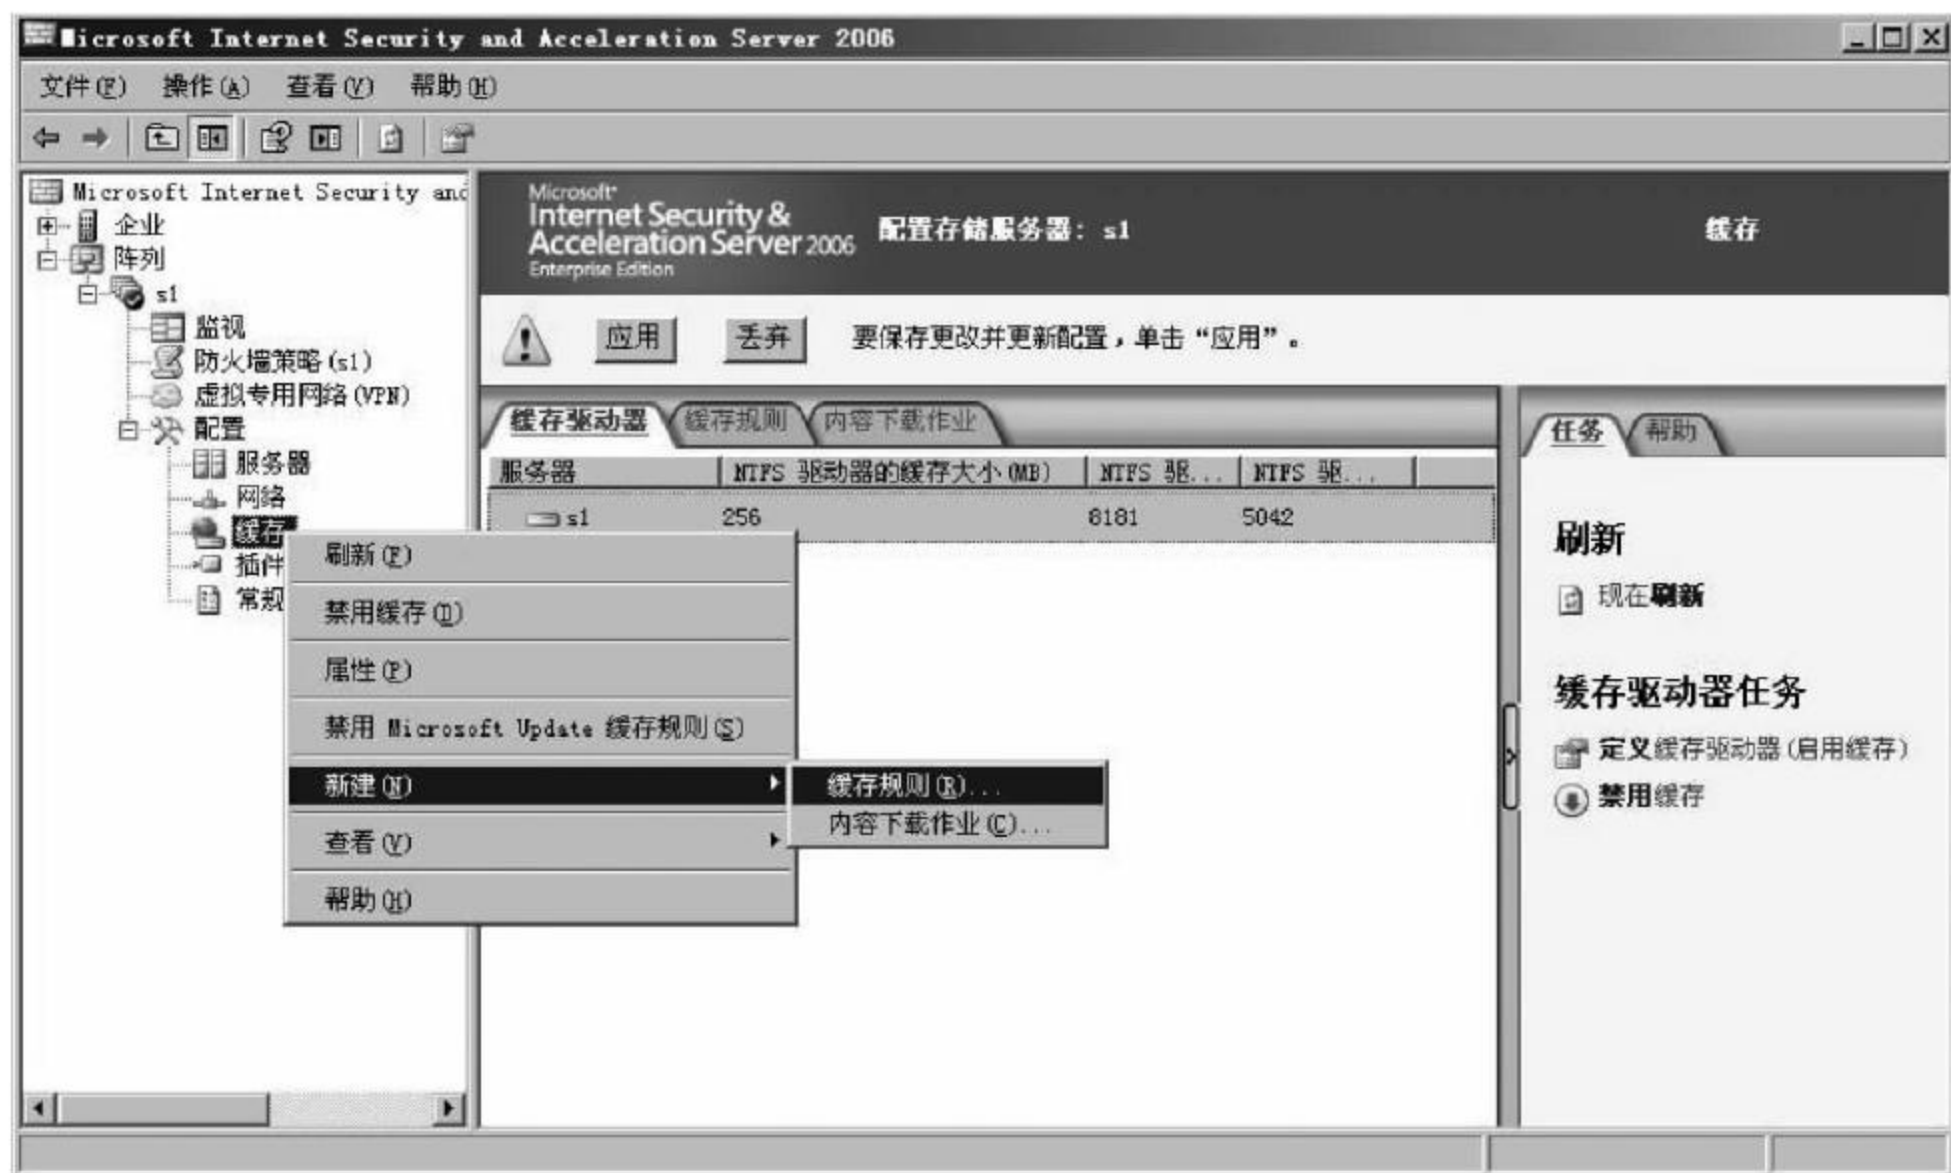 Microsoft Internet Security and Acceleration Server 2006
文件(F) 操作(A) 查看(V) 帮助(H)
Microsoft Internet Security and
企业
阵列
s1
监视
防火墙策略(s1)
虚拟专用网络(VPN)
配置
服务器
网络
缓存
插件
常规
Microsoft
Internet Security &
Acceleration Server 2006
Enterprise Edition
配置存储服务器: s1
缓存
应用 丢弃 要保存更改并更新配置，单击“应用”。
缓存驱动器 缓存规则 内容下载作业
服务器 NTFS 驱动器的缓存大小(MB) NTFS 驱... NTFS 驱...
s1 256 8181 5042
刷新(F)
禁用缓存(D)
属性(P)
禁用 Microsoft Update 缓存规则(S)
新建(N)
查看(V)
帮助(H)
缓存规则(R)...
内容下载作业(C)...
任务 帮助
刷新
现在刷新
缓存驱动器任务
定义缓存驱动器(启用缓存)
禁用缓存